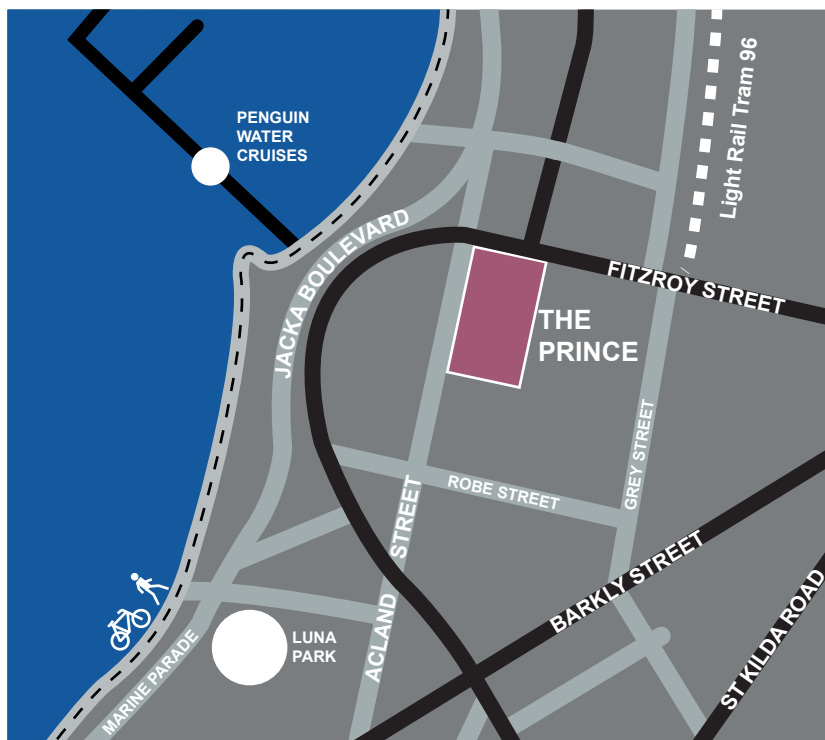 PENGUIN
WATER
CRUISES
Light Rail Tram 96
JACKA BOULEVARD
FITZROY STREET
THE
PRINCE
GREY STREET
ROBE STREET
ACLAND STREET
BARKLY STREET
ST KILDA ROAD
LUNA
PARK
MARINE PARADE